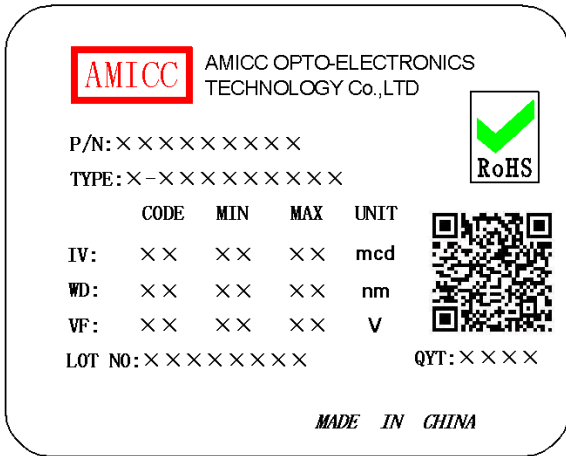 AMICC
AMICC OPTO-ELECTRONICS
TECHNOLOGY Co.,LTD
P/N:×××××××××
RoHS
TYPE:×-×××××××××
CODE MIN MAX UNIT
IV: ×× ×× ×× mcd
WD: ×× ×× ×× nm
VF: ×× ×× ×× V
LOT NO:×××××××× QYT:××××
MADE IN CHINA